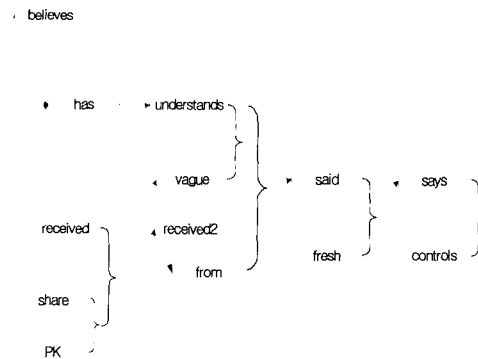 believes
has understands
vague said says
received received2
from fresh controls
share
PK